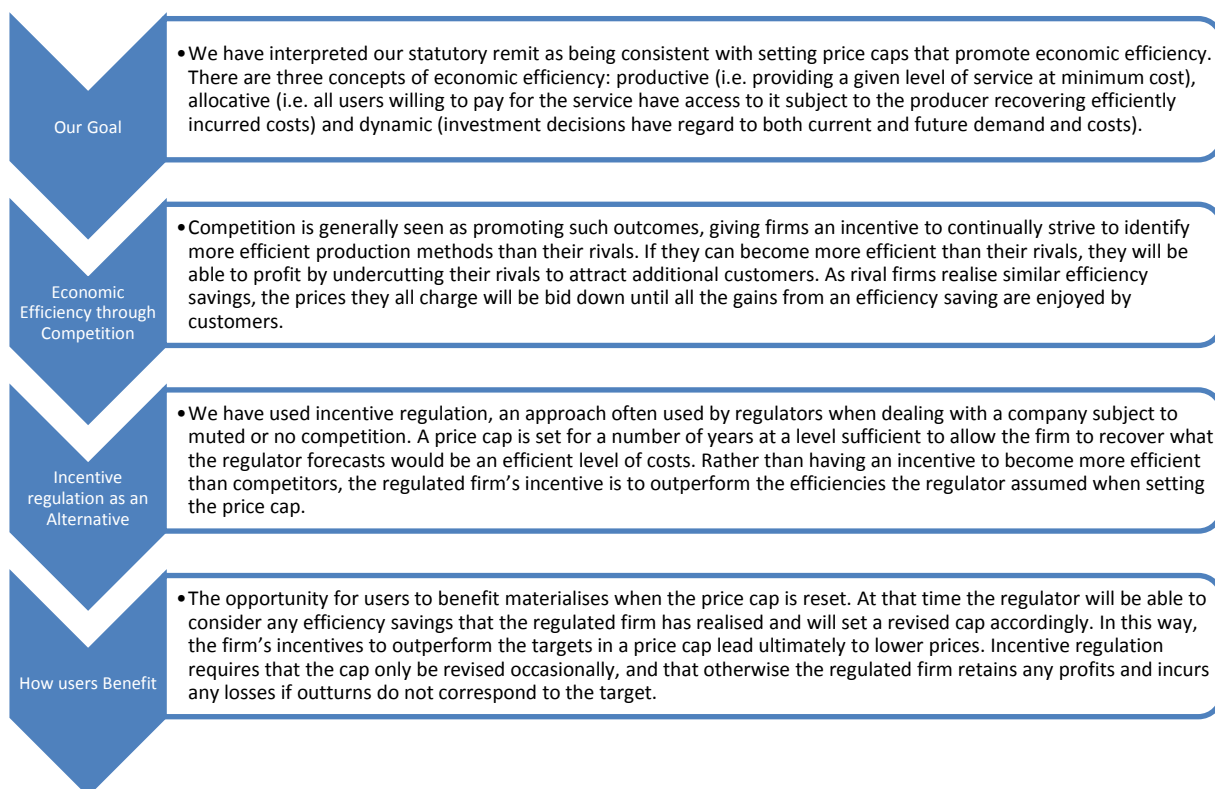 Our Goal
•We have interpreted our statutory remit as being consistent with setting price caps that promote economic efficiency.
There are three concepts of economic efficiency: productive (i.e. providing a given level of service at minimum cost),
allocative (i.e. all users willing to pay for the service have access to it subject to the producer recovering efficiently
incurred costs) and dynamic (investment decisions have regard to both current and future demand and costs).
Economic
Efficiency through
Competition
•Competition is generally seen as promoting such outcomes, giving firms an incentive to continually strive to identify
more efficient production methods than their rivals. If they can become more efficient than their rivals, they will be
able to profit by undercutting their rivals to attract additional customers. As rival firms realise similar efficiency
savings, the prices they all charge will be bid down until all the gains from an efficiency saving are enjoyed by
customers.
Incentive
regulation as an
Alternative
•We have used incentive regulation, an approach often used by regulators when dealing with a company subject to
muted or no competition. A price cap is set for a number of years at a level sufficient to allow the firm to recover what
the regulator forecasts would be an efficient level of costs. Rather than having an incentive to become more efficient
than competitors, the regulated firm's incentive is to outperform the efficiencies the regulator assumed when setting
the price cap.
How users Benefit
•The opportunity for users to benefit materialises when the price cap is reset. At that time the regulator will be able to
consider any efficiency savings that the regulated firm has realised and will set a revised cap accordingly. In this way,
the firm's incentives to outperform the targets in a price cap lead ultimately to lower prices. Incentive regulation
requires that the cap only be revised occasionally, and that otherwise the regulated firm retains any profits and incurs
any losses if outturns do not correspond to the target.